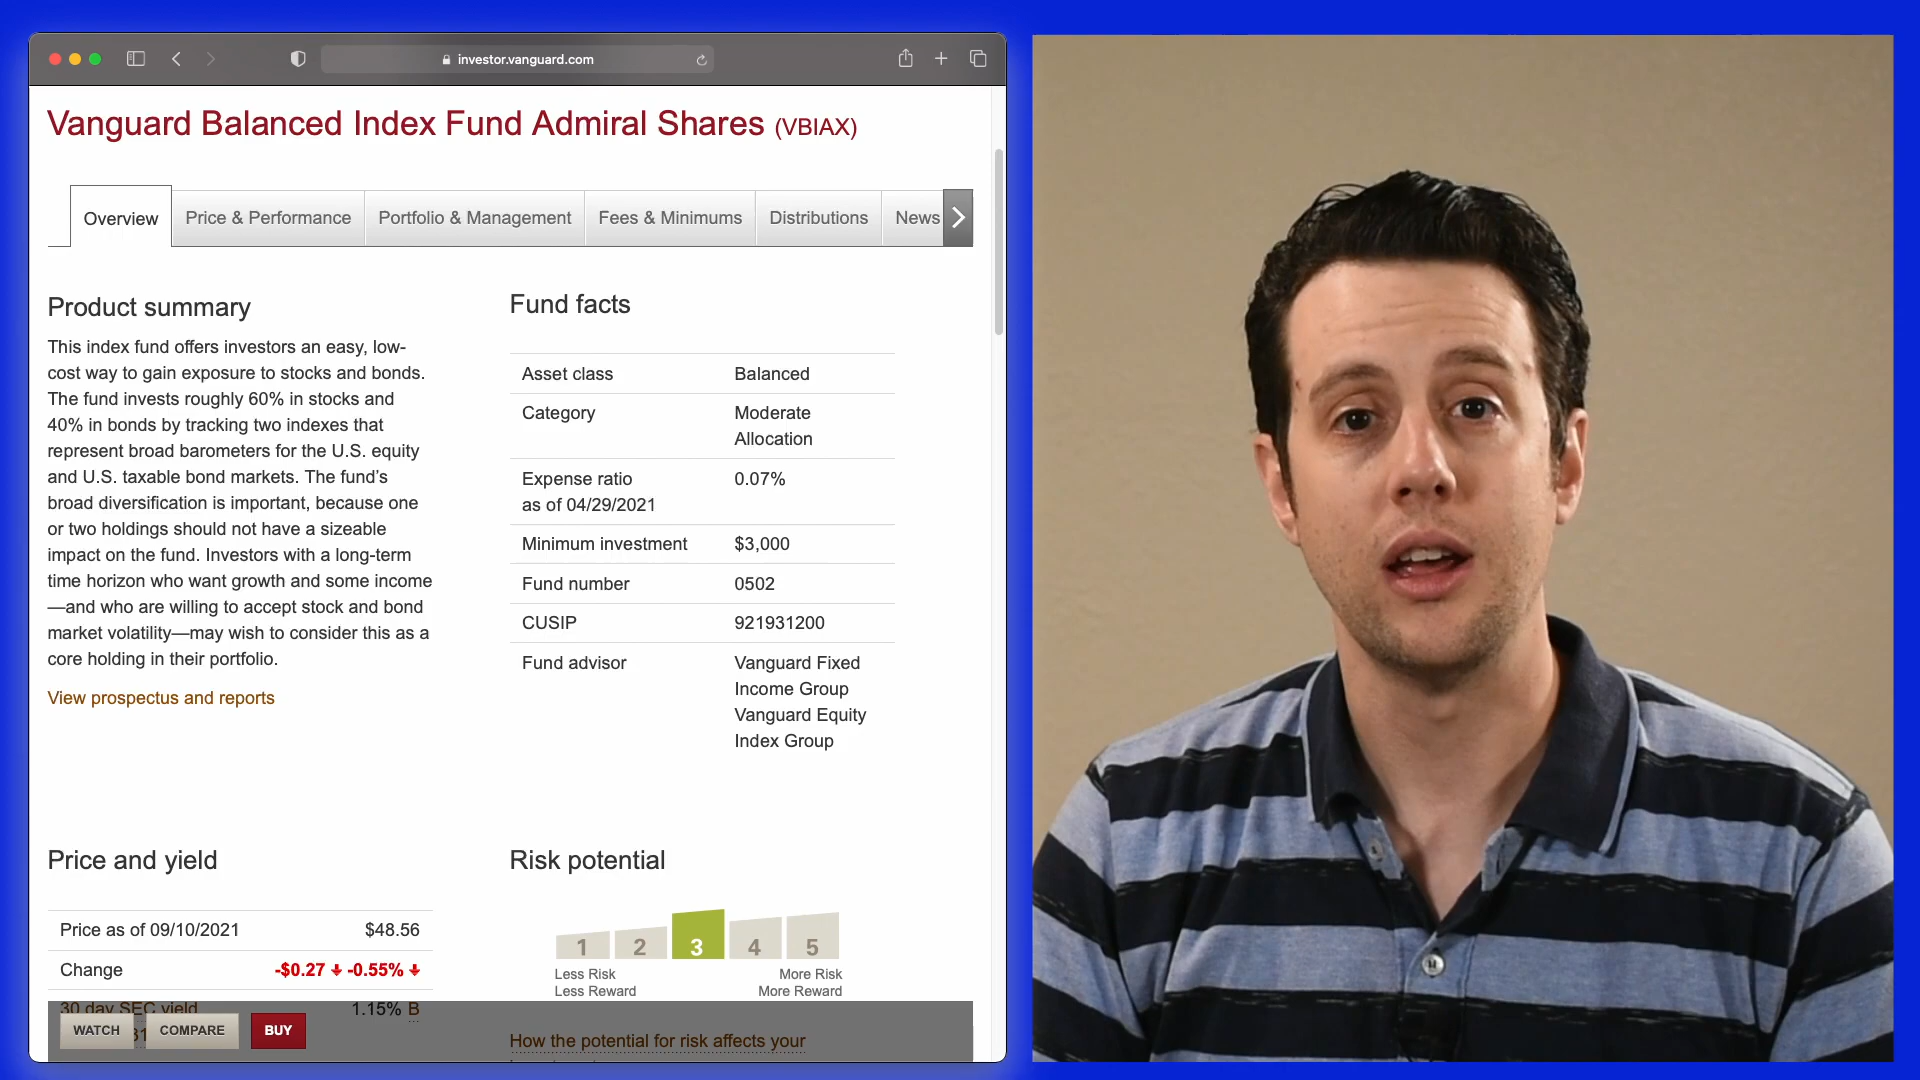 investor.vanguard.com
Vanguard Balanced Index Fund Admiral Shares (VBIAX)
Overview Price & Performance Portfolio & Management Fees & Minimums Distributions News
Product summary
This index fund offers investors an easy, low-
cost way to gain exposure to stocks and bonds.
The fund invests roughly 60% in stocks and
40% in bonds by tracking two indexes that
represent broad barometers for the U.S. equity
and U.S. taxable bond markets. The fund’s
broad diversification is important, because one
or two holdings should not have a sizeable
impact on the fund. Investors with a long-term
time horizon who want growth and some income
—and who are willing to accept stock and bond
market volatility—may wish to consider this as a
core holding in their portfolio.
View prospectus and reports
Fund facts
Asset class Balanced
Category Moderate
Allocation
Expense ratio 0.07%
as of 04/29/2021
Minimum investment $3,000
Fund number 0502
CUSIP 921931200
Fund advisor Vanguard Fixed
Income Group
Vanguard Equity
Index Group
Price and yield
Price as of 09/10/2021 $48.56
Change -$0.27 -0.55%
30 day SEC yield 1.15% B
WATCH COMPARE BUY
Risk potential
1 2 3 4 5
Less Risk More Risk
Less Reward More Reward
How the potential for risk affects your